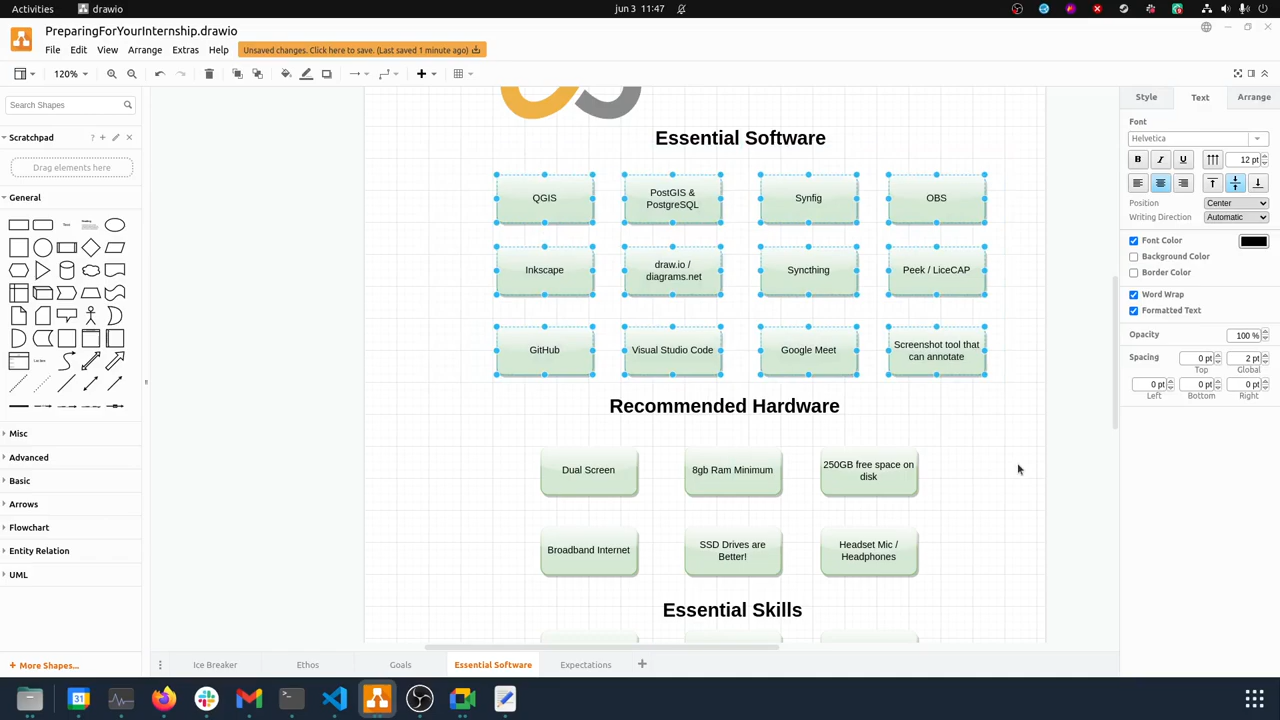 Activities
drawio
jun 3 11:47
PreparingForYourInternship.drawio
File
Edit
View
Arrange
Extras
Help
Unsaved changes. Click here to save. (Last saved 1 minute ago)
120%
Search Shapes
Scratchpad
?
Drag elements here
General
Misc
Advanced
Basic
Arrows
Flowchart
Entity Relation
UML
+ More Shapes...
Essential Software
QGIS
PostGIS &
PostgreSQL
Synfig
OBS
Inkscape
draw.io /
diagrams.net
Syncthing
Peek / LiceCAP
GitHub
Visual Studio Code
Google Meet
Screenshot tool that
can annotate
Recommended Hardware
Dual Screen
8gb Ram Minimum
250GB free space on
disk
Broadband Internet
SSD Drives are
Better!
Headset Mic /
Headphones
Essential Skills
Ice Breaker
Ethos
Goals
Essential Software
Expectations
Style
Text
Arrange
Font
Helvetica
B
I
U
12 pt
Position
Center
Writing Direction
Automatic
Font Color
Background Color
Border Color
Word Wrap
Formatted Text
Opacity
100 %
Spacing
0 pt
2 pt
Top
Global
0 pt
0 pt
0 pt
Left
Bottom
Right